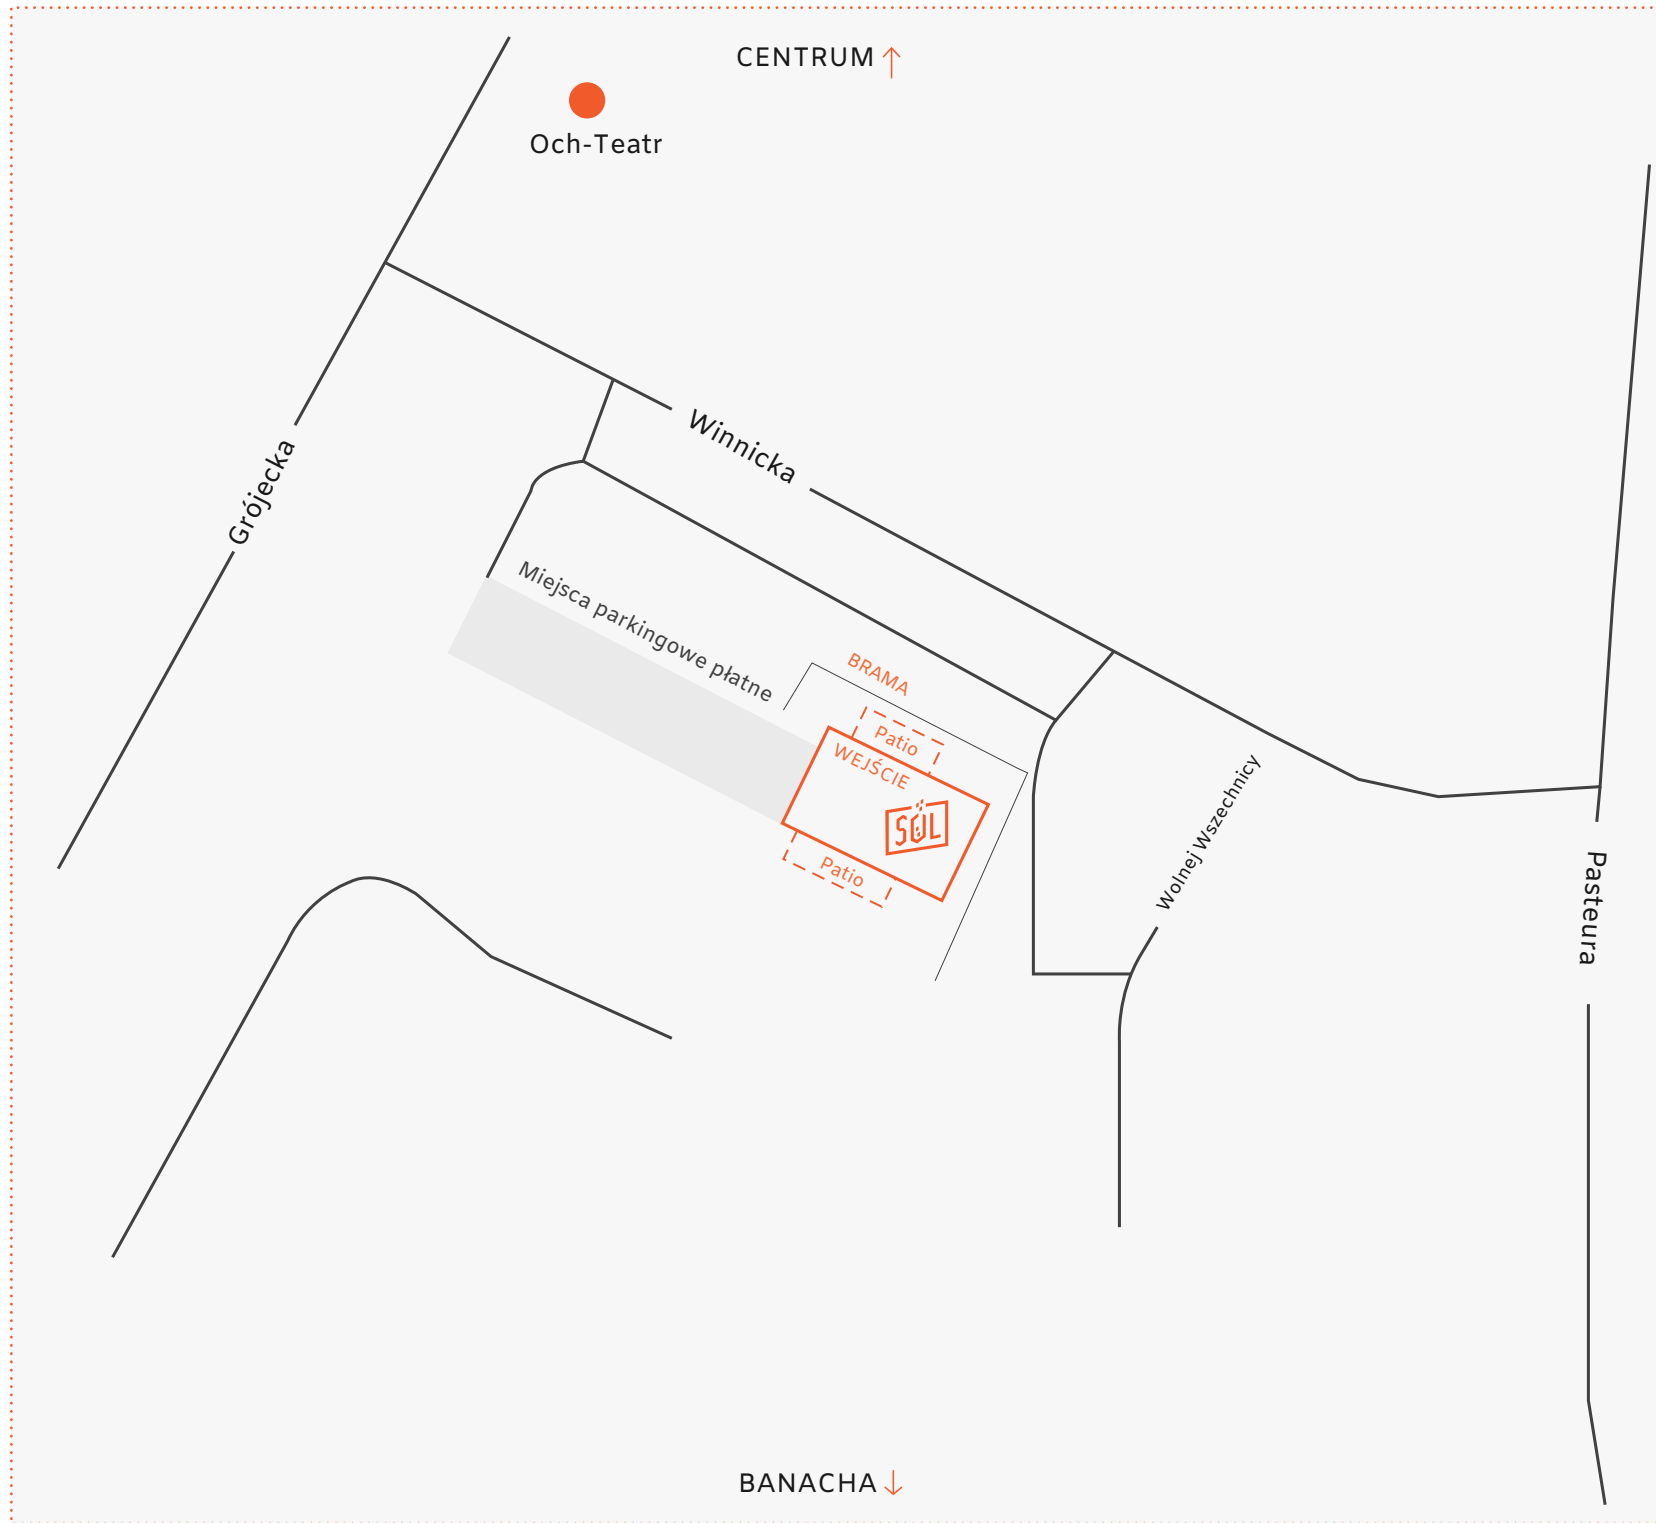 CENTRUM
Och-Teatr
Winnicka
Grójecka
Miejsca parkingowe płatne
BRAMA
Patio
WEJŚCIE
SÓL
Wolnej Wszechnicy
Patio
Pasteura
BANACHA